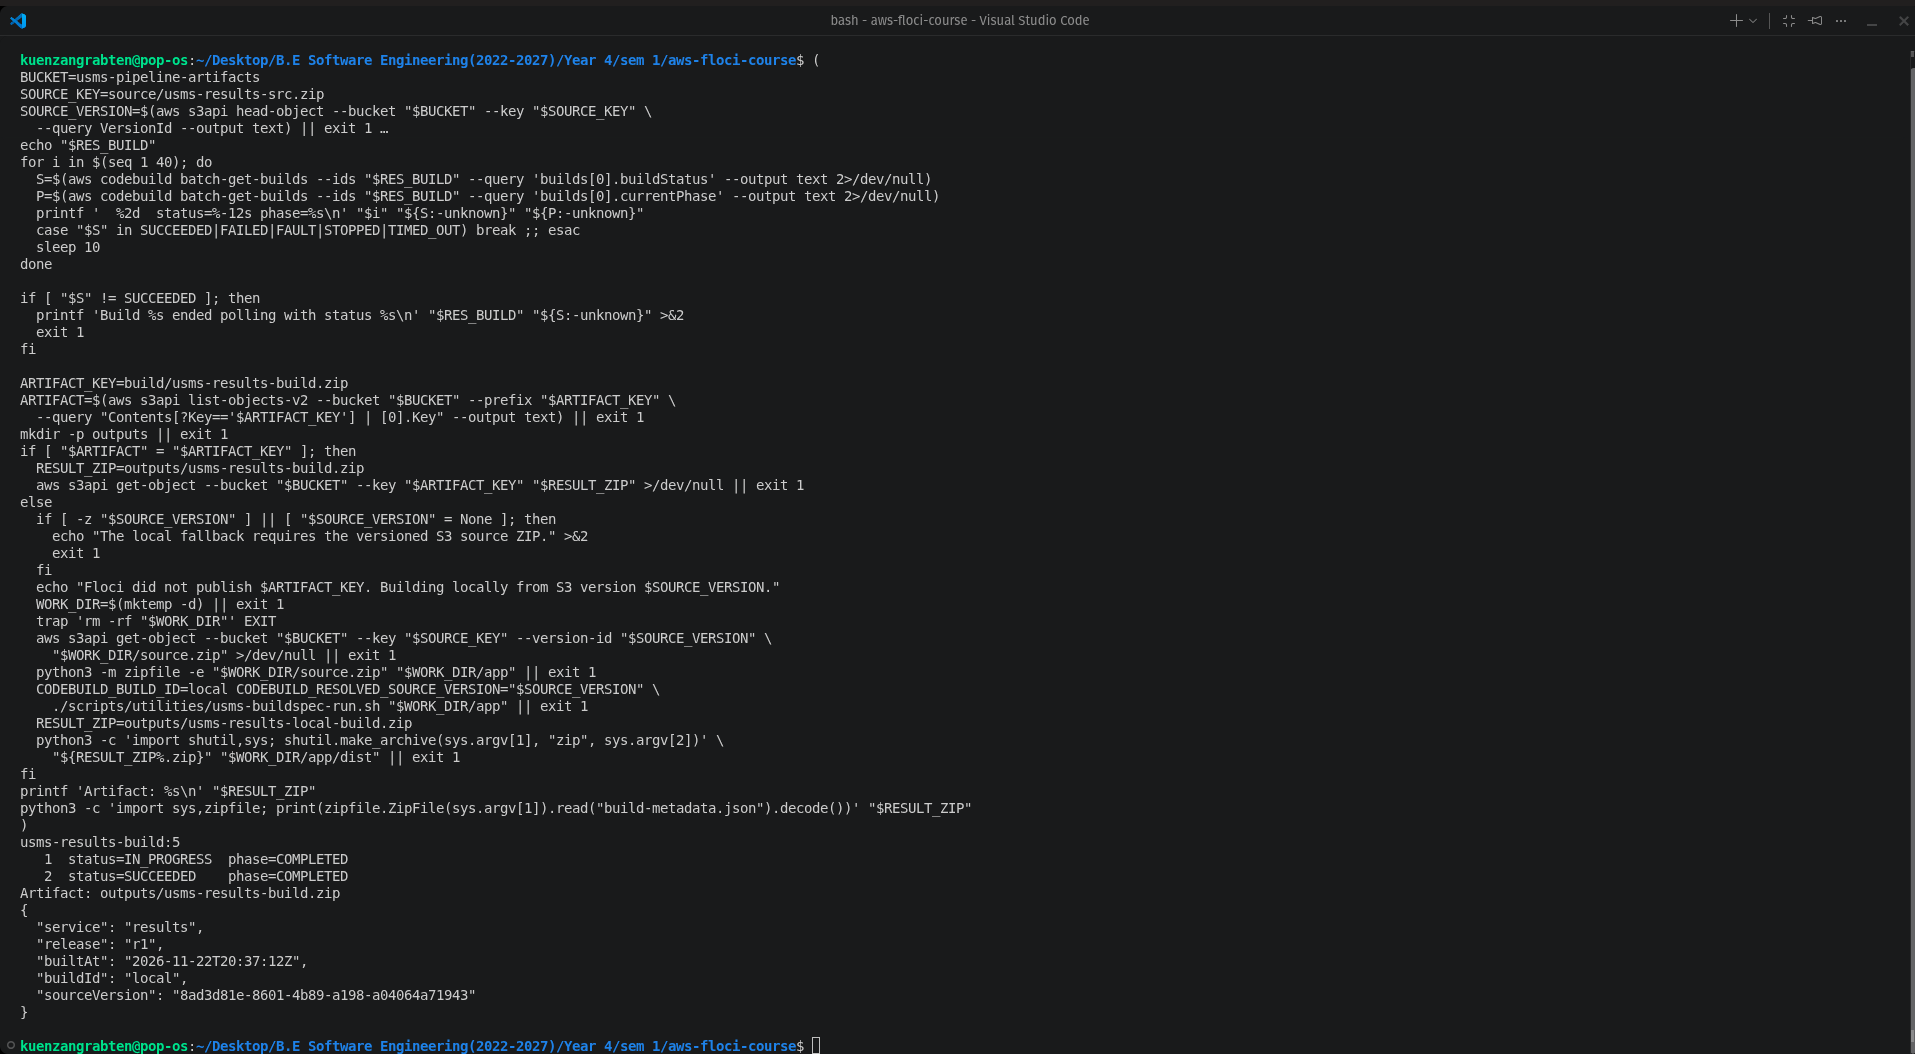 bash - aws-floci-course - Visual Studio Code
kuenzangrabten@pop-os:~/Desktop/B.E Software Engineering(2022-2027)/Year 4/sem 1/aws-floci-course$ (
BUCKET=usms-pipeline-artifacts
SOURCE_KEY=source/usms-results-src.zip
SOURCE_VERSION=$(aws s3api head-object --bucket "$BUCKET" --key "$SOURCE_KEY" \
  --query VersionId --output text) || exit 1 …
echo "$RES_BUILD"
for i in $(seq 1 40); do
  S=$(aws codebuild batch-get-builds --ids "$RES_BUILD" --query 'builds[0].buildStatus' --output text 2>/dev/null)
  P=$(aws codebuild batch-get-builds --ids "$RES_BUILD" --query 'builds[0].currentPhase' --output text 2>/dev/null)
  printf '  %2d  status=%-12s phase=%s\n' "$i" "${S:-unknown}" "${P:-unknown}"
  case "$S" in SUCCEEDED|FAILED|FAULT|STOPPED|TIMED_OUT) break ;; esac
  sleep 10
done

if [ "$S" != SUCCEEDED ]; then
  printf 'Build %s ended polling with status %s\n' "$RES_BUILD" "${S:-unknown}" >&2
  exit 1
fi

ARTIFACT_KEY=build/usms-results-build.zip
ARTIFACT=$(aws s3api list-objects-v2 --bucket "$BUCKET" --prefix "$ARTIFACT_KEY" \
  --query "Contents[?Key=='$ARTIFACT_KEY'] | [0].Key" --output text) || exit 1
mkdir -p outputs || exit 1
if [ "$ARTIFACT" = "$ARTIFACT_KEY" ]; then
  RESULT_ZIP=outputs/usms-results-build.zip
  aws s3api get-object --bucket "$BUCKET" --key "$ARTIFACT_KEY" "$RESULT_ZIP" >/dev/null || exit 1
else
  if [ -z "$SOURCE_VERSION" ] || [ "$SOURCE_VERSION" = None ]; then
    echo "The local fallback requires the versioned S3 source ZIP." >&2
    exit 1
  fi
  echo "Floci did not publish $ARTIFACT_KEY. Building locally from S3 version $SOURCE_VERSION."
  WORK_DIR=$(mktemp -d) || exit 1
  trap 'rm -rf "$WORK_DIR"' EXIT
  aws s3api get-object --bucket "$BUCKET" --key "$SOURCE_KEY" --version-id "$SOURCE_VERSION" \
    "$WORK_DIR/source.zip" >/dev/null || exit 1
  python3 -m zipfile -e "$WORK_DIR/source.zip" "$WORK_DIR/app" || exit 1
  CODEBUILD_BUILD_ID=local CODEBUILD_RESOLVED_SOURCE_VERSION="$SOURCE_VERSION" \
    ./scripts/utilities/usms-buildspec-run.sh "$WORK_DIR/app" || exit 1
  RESULT_ZIP=outputs/usms-results-local-build.zip
  python3 -c 'import shutil,sys; shutil.make_archive(sys.argv[1], "zip", sys.argv[2])' \
    "${RESULT_ZIP%.zip}" "$WORK_DIR/app/dist" || exit 1
fi
printf 'Artifact: %s\n' "$RESULT_ZIP"
python3 -c 'import sys,zipfile; print(zipfile.ZipFile(sys.argv[1]).read("build-metadata.json").decode())' "$RESULT_ZIP"
)
usms-results-build:5
   1  status=IN_PROGRESS  phase=COMPLETED
   2  status=SUCCEEDED    phase=COMPLETED
Artifact: outputs/usms-results-build.zip
{
  "service": "results",
  "release": "r1",
  "builtAt": "2026-11-22T20:37:12Z",
  "buildId": "local",
  "sourceVersion": "8ad3d81e-8601-4b89-a198-a04064a71943"
}

kuenzangrabten@pop-os:~/Desktop/B.E Software Engineering(2022-2027)/Year 4/sem 1/aws-floci-course$